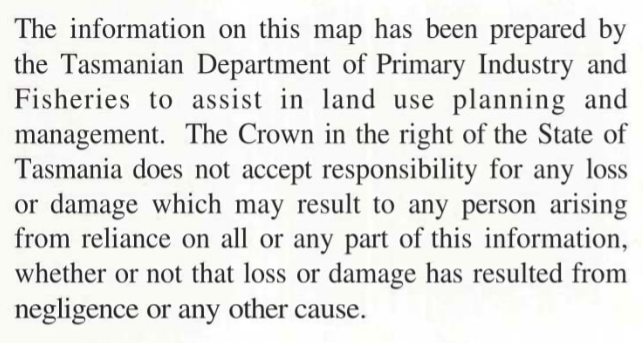 The information on this map has been prepared by
the Tasmanian Department of Primary Industry and
Fisheries to assist in land use planning and
management. The Crown in the right of the State of
Tasmania does not accept responsibility for any loss
or damage which may result to any person arising
from reliance on all or any part of this information,
whether or not that loss or damage has resulted from
negligence or any other cause.